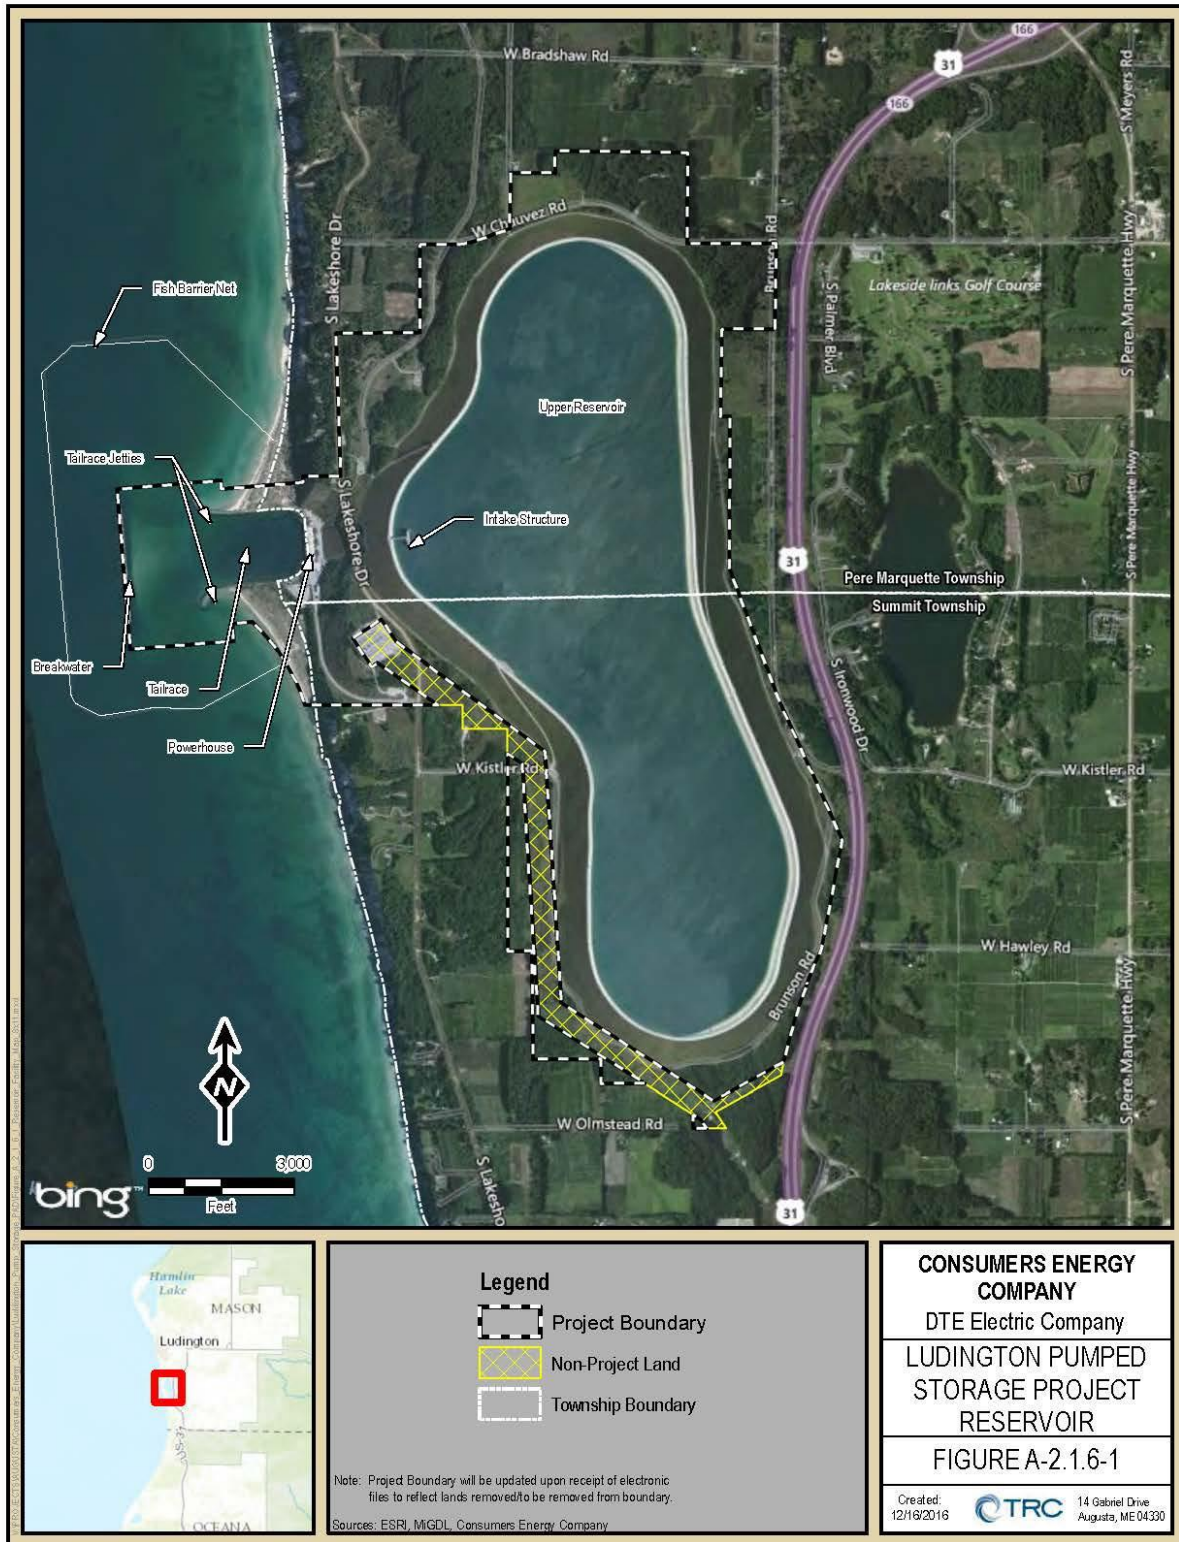 166
31
W Bradshaw Rd
166
S Meyers Rd
S Lakeshore Dr
W Chauvez Rd
S Pere Marquette Hwy
Fish Barrier Net
Lakeside links Golf Course
S Palmer Blvd
Upper Reservoir
Tailrace Jetties
S Lakeshore Dr
Intake Structure
S Pere Marquette Hwy
31
Pere Marquette Township
Summit Township
Breakwater
Tailrace
S Ironwood Dr
Powerhouse
W Kistler Rd
W Kistler Rd
Brunson Rd
W Hawley Rd
S Pere Marquette Hwy
N
W Olmstead Rd
0 3,000
Feet
bing™
S Lakesho
31
Hamlin
Lake
MASON
Ludington
US-31
OCEANA
Legend
Project Boundary
Non-Project Land
Township Boundary
Note: Project Boundary will be updated upon receipt of electronic
files to reflect lands removed/to be removed from boundary.
Sources: ESRI, MiGDL, Consumers Energy Company
CONSUMERS ENERGY
COMPANY
DTE Electric Company
LUDINGTON PUMPED
STORAGE PROJECT
RESERVOIR
FIGURE A-2.1.6-1
Created:
12/16/2016
TRC
14 Gabriel Drive
Augusta, ME 04330